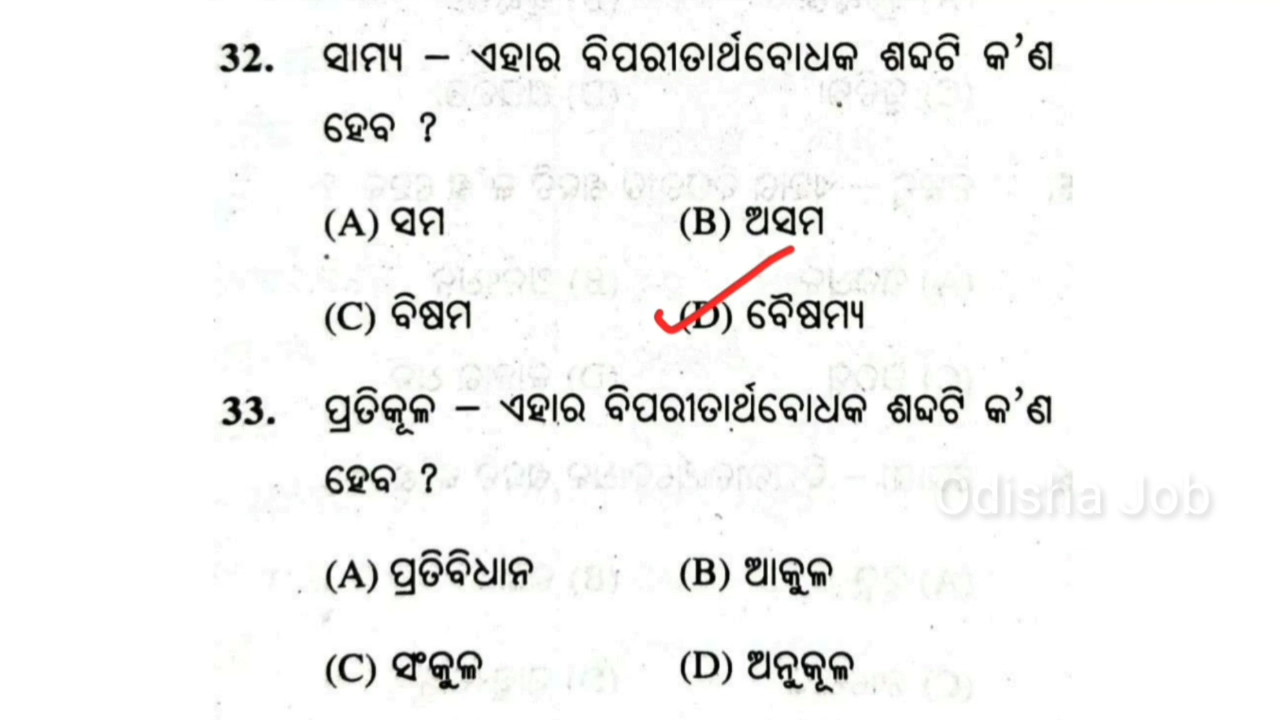 32. ସାମ୍ୟ – ଏହାର ବିପରୀତାର୍ଥବୋଧକ ଶବ୍ଦଟି କ'ଣ
ହେବ ?
(A) ସମ (B) ଅସମ
(C) ବିଷମ (D) ବୈଷମ୍ୟ
33. ପ୍ରତିକୂଳ – ଏହାର ବିପରୀତାର୍ଥବୋଧକ ଶବ୍ଦଟି କ'ଣ
ହେବ ?
Odisha Job
(A) ପ୍ରତିବିଧାନ (B) ଆକୁଳ
(C) ସଂକୁଳ (D) ଅନୁକୂଳ